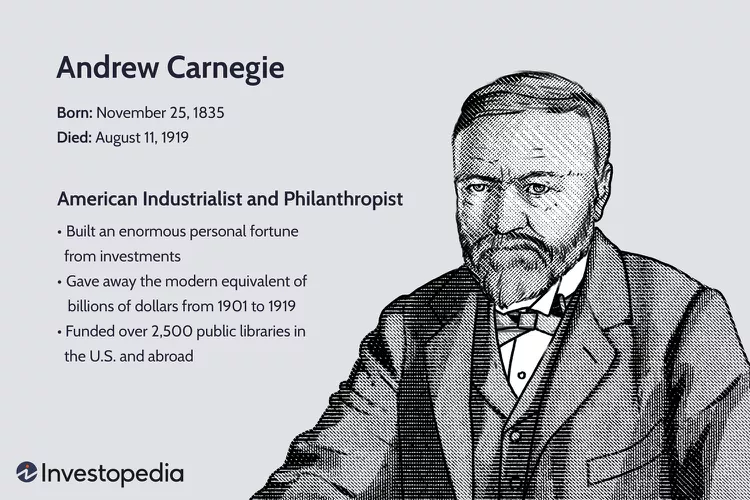 Andrew Carnegie
Born: November 25, 1835
Died: August 11, 1919
American Industrialist and Philanthropist
• Built an enormous personal fortune
from investments
• Gave away the modern equivalent of
billions of dollars from 1901 to 1919
• Funded over 2,500 public libraries in
the U.S. and abroad
Investopedia